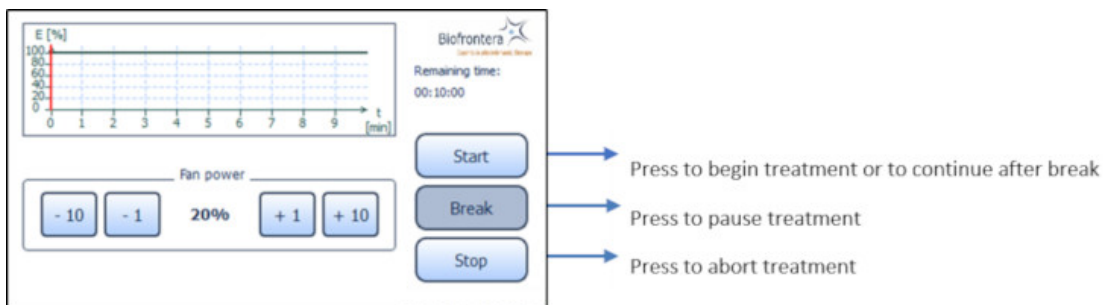 E [%]
100
80
60
40
20
0
0 1 2 3 4 5 6 7 8 9
t
[min]
Biofrontera
Remaining time:
00:10:00
Start
Press to begin treatment or to continue after break
Fan power
- 10 - 1 20% + 1 + 10
Break
Press to pause treatment
Stop
Press to abort treatment